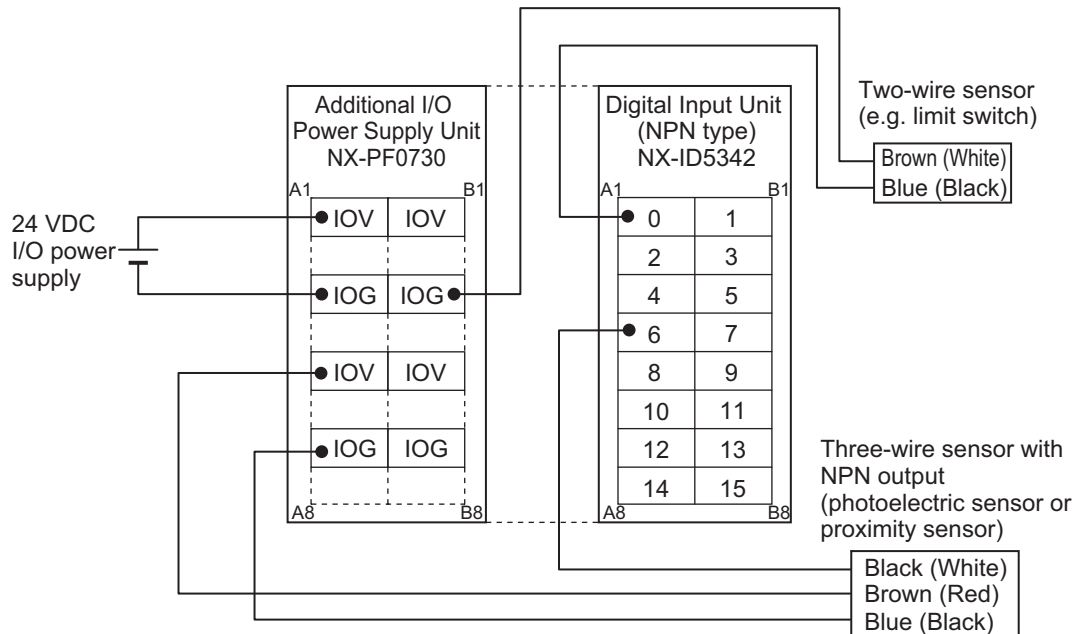 Additional I/O
Power Supply Unit
NX-PF0730
Digital Input Unit
(NPN type)
NX-ID5342
Two-wire sensor
(e.g. limit switch)
Brown (White)
Blue (Black)
24 VDC
I/O power
supply
A1 B1
IOV IOV
IOG IOG
IOV IOV
IOG IOG
A8 B8
A1 B1
0 1
2 3
4 5
6 7
8 9
10 11
12 13
14 15
A8 B8
Three-wire sensor with
NPN output
(photoelectric sensor or
proximity sensor)
Black (White)
Brown (Red)
Blue (Black)